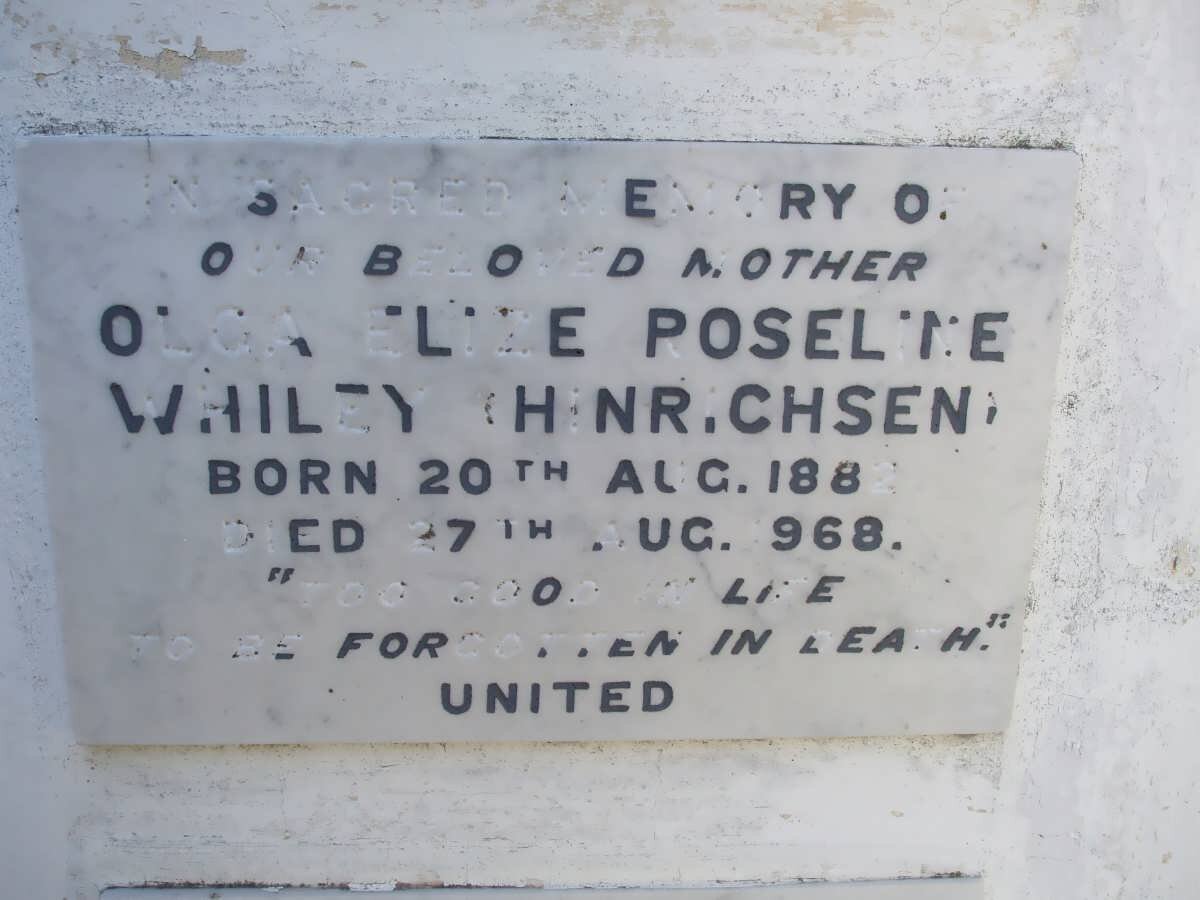 IN SACRED MEMORY OF
OUR BELOVED MOTHER
OLGA ELIZE POSELINE
WHILEY (HINRICHSEN)
BORN 20TH AUG. 1882
DIED 27TH AUG. 1968.
"TOO GOOD IN LIFE
TO BE FORGOTTEN IN DEATH."
UNITED